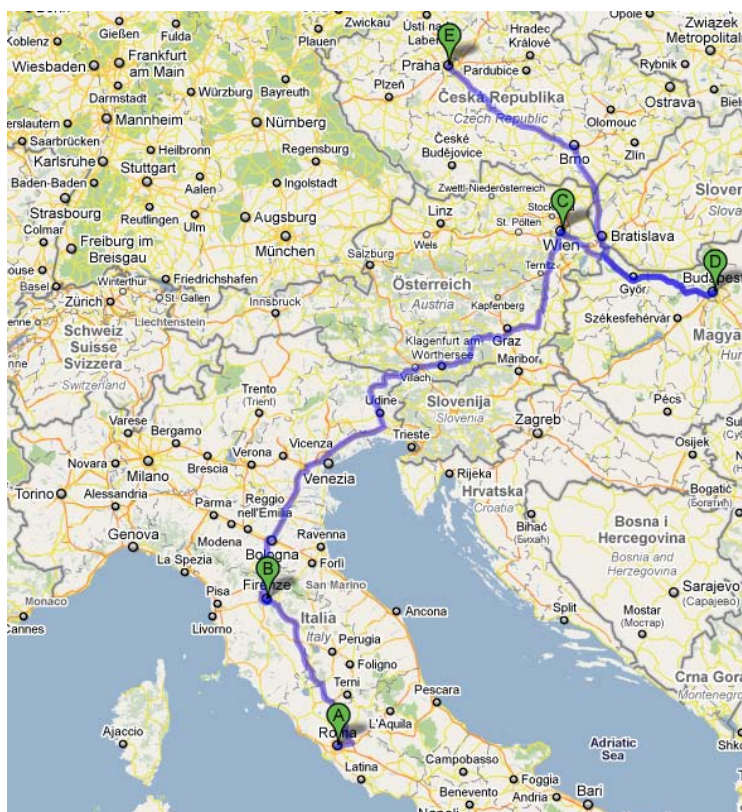 Koblenz
Gießen
Fulda
Zwickau
Ústí nad
Labem
Hradec
Králové
Opole
Związek
Metropolitalny
Plauen
E
Wiesbaden
Frankfurt
am Main
Praha
Pardubice
Rybnik
Darmstadt
Würzburg
Bayreuth
Plzeň
Česká Republika
Czech Republic
Ostrava
Mannheim
Olomouc
Saarbrücken
Nürnberg
České
Budějovice
Brno
Zlín
Karlsruhe
Heilbronn
Regensburg
Baden-Baden
Stuttgart
Aalen
Ingolstadt
Zwettl-Niederösterreich
C
Strasbourg
Reutlingen
Ulm
Augsburg
Linz
St. Pölten
Colmar
Freiburg im
Breisgau
München
Wels
Wien
Bratislava
Salzburg
Ternitz
D
Budapest
Friedrichshafen
Győr
Basel
Winterthur
St. Gallen
Österreich
Austria
Zürich
Innsbruck
Kapfenberg
Székesfehérvár
Liechtenstein
Graz
Schweiz
Suisse
Svizzera
Switzerland
Klagenfurt am
Wörthersee
Villach
Maribor
Pécs
Trento
(Trient)
Udine
Slovenija
Slovenia
Zagreb
Varese
Bergamo
Vicenza
Trieste
Osijek
Novara
Milano
Brescia
Verona
Venezia
Rijeka
Torino
Hrvatska
Croatia
Alessandria
Parma
Reggio
nell'Emilia
Bihać
(Бихаћ)
Bosna i
Hercegovina
Bosnia and
Herzegovina
Genova
Modena
Bologna
Ravenna
Forlì
La Spezia
B
Firenze
San Marino
Monaco
Pisa
Sarajevo
(Сарајево)
Cannes
Livorno
Italia
Italy
Ancona
Split
Mostar
(Мостар)
Perugia
Foligno
Crna Gora
Montenegro
Terni
A
Pescara
Roma
L'Aquila
Ajaccio
Adriatic
Sea
Latina
Foggia
Campobasso
Benevento
Andria
Bari